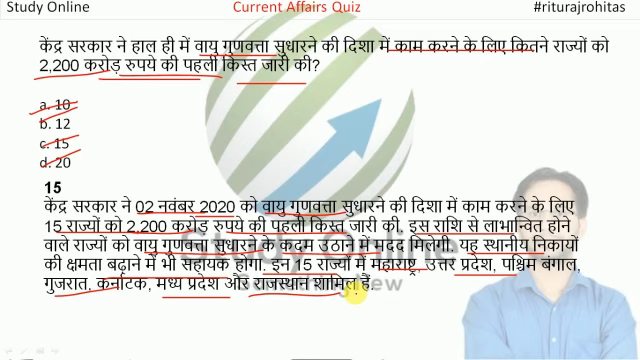 Study Online
Current Affairs Quiz
#riturajrohitas
केंद्र सरकार ने हाल ही में वायु गुणवत्ता सुधारने की दिशा में काम करने के लिए कितने राज्यों को
2,200 करोड़ रुपये की पहली किस्त जारी की?
a. 10
b. 12
c. 15
d. 20
15
केंद्र सरकार ने 02 नवंबर 2020 को वायु गुणवत्ता सुधारने की दिशा में काम करने के लिए
15 राज्यों को 2,200 करोड़ रुपये की पहली किस्त जारी की. इस राशि से लाभान्वित होने
वाले राज्यों को वायु गुणवत्ता सुधारने के कदम उठाने में मदद मिलेगी. यह स्थानीय निकायों
की क्षमता बढ़ाने में भी सहायक होगा. इन 15 राज्यों में महाराष्ट्र, उत्तर प्रदेश, पश्चिम बंगाल,
गुजरात, कर्नाटक, मध्य प्रदेश और राजस्थान शामिल हैं.
Study Online